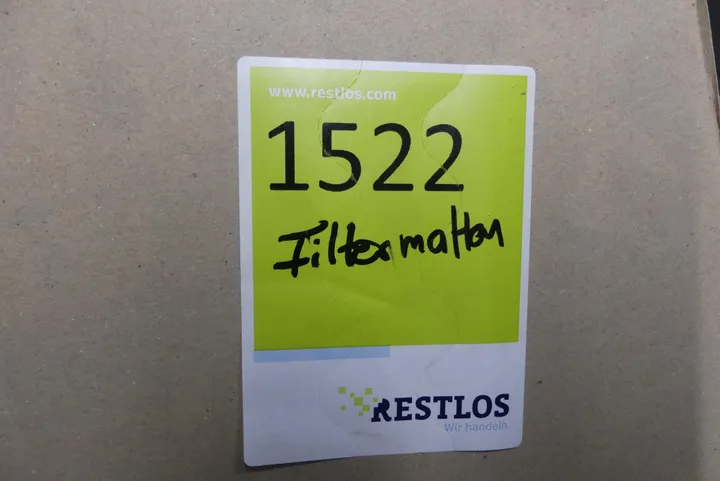 www.restlos.com
1522
Filtermatten
RESTLOS
Wir handeln.